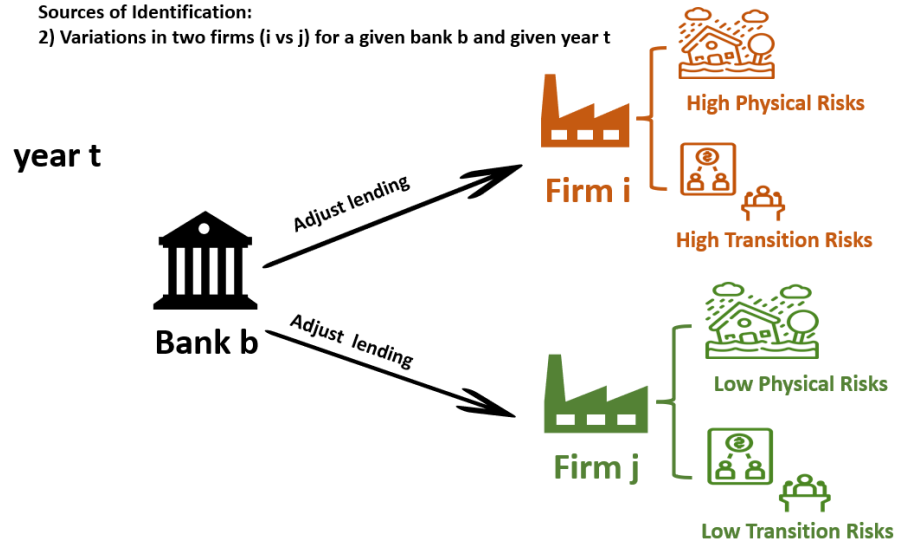 Sources of Identification:
2) Variations in two firms (i vs j) for a given bank b and given year t
High Physical Risks
year t
Adjust lending
Firm i
High Transition Risks
Bank b
Adjust lending
Low Physical Risks
Firm j
Low Transition Risks